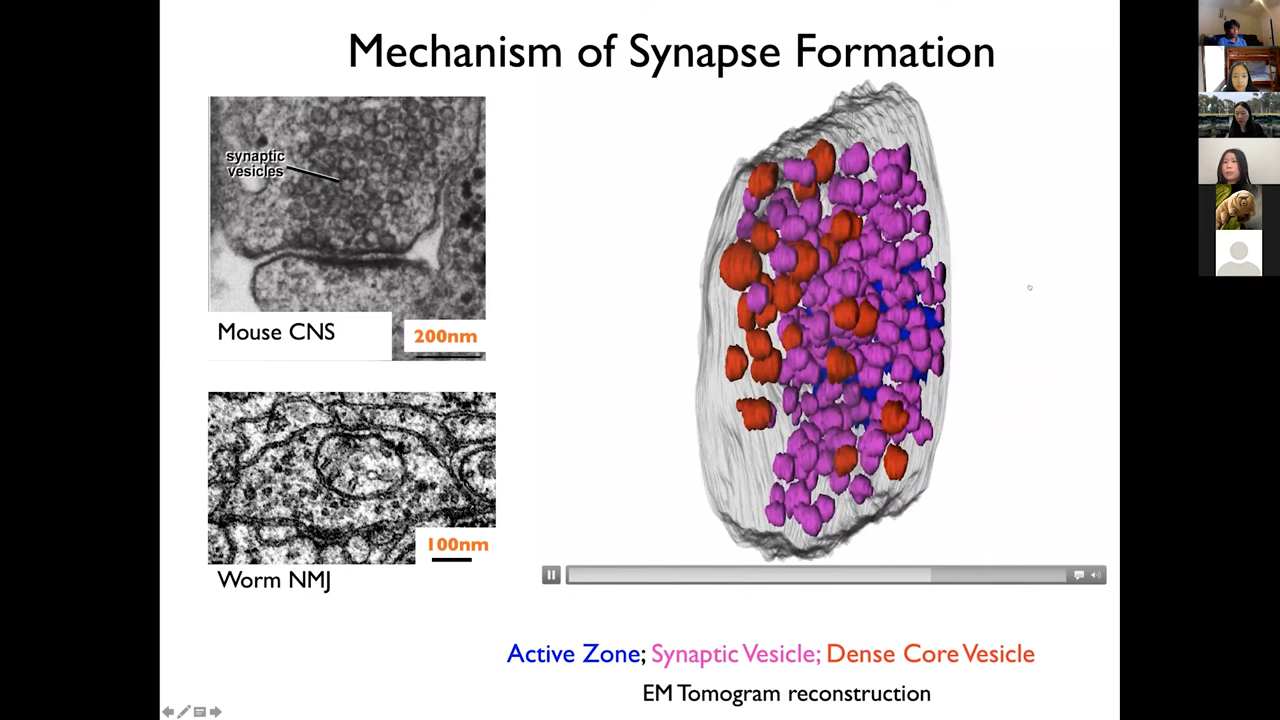 Mechanism of Synapse Formation
synaptic
vesicles
Mouse CNS
200nm
100nm
Worm NMJ
Active Zone; Synaptic Vesicle; Dense Core Vesicle
EM Tomogram reconstruction